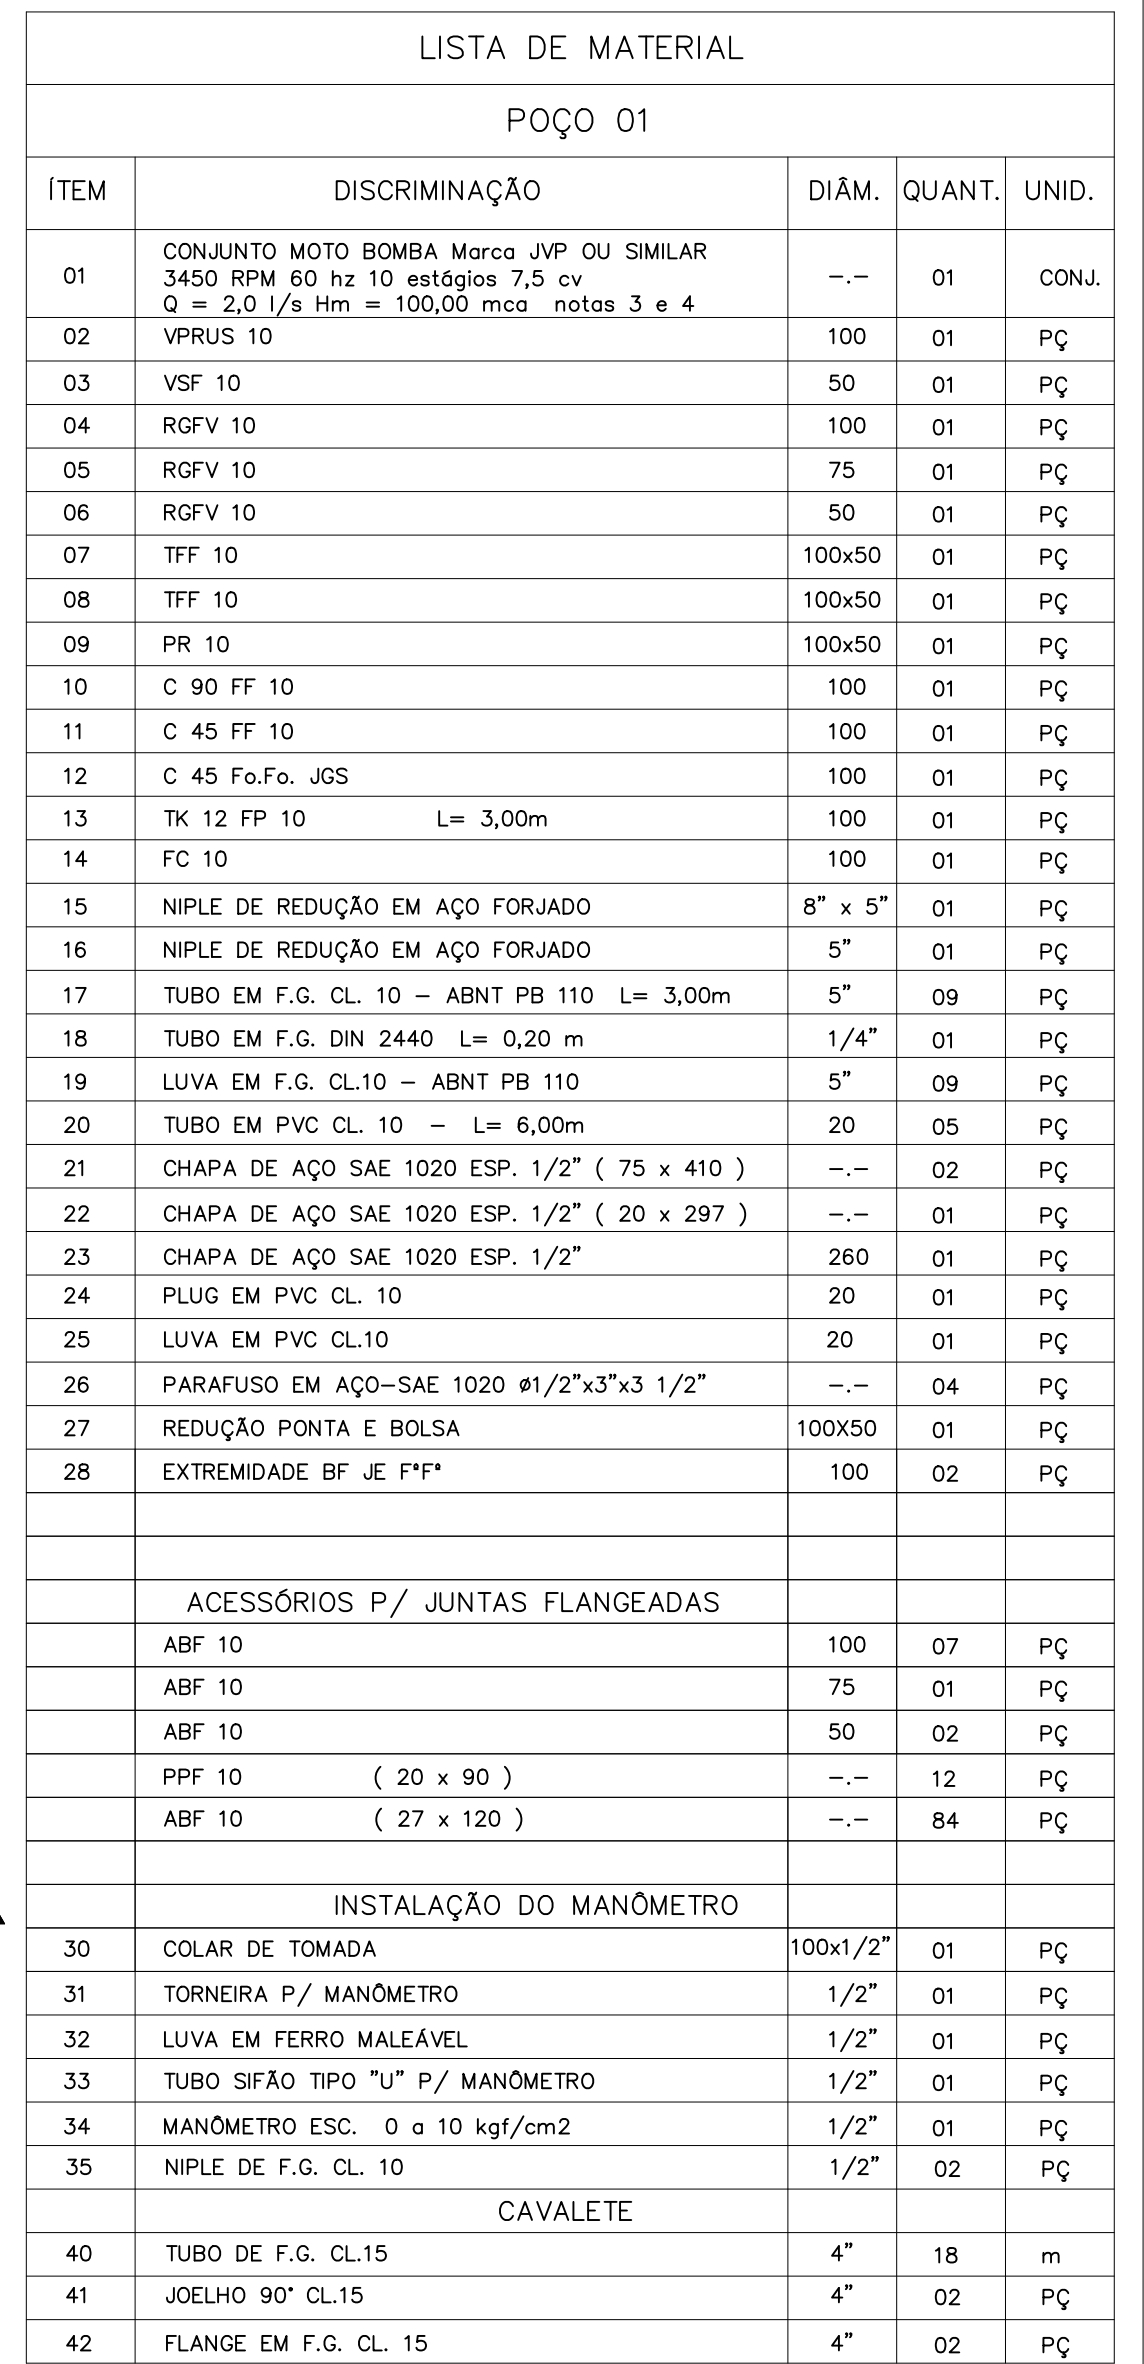 LISTA DE MATERIAL
POÇO 01
ÍTEM DISCRIMINAÇÃO DIÂM. QUANT. UNID.
CONJUNTO MOTO BOMBA Marca JVP OU SIMILAR
01 3450 RPM 60 hz 10 estágios 7,5 cv -.- 01 CONJ.
Q = 2,0 l/s Hm = 100,00 mca notas 3 e 4
02 VPRUS 10 100 01 PÇ
03 VSF 10 50 01 PÇ
04 RGFV 10 100 01 PÇ
05 RGFV 10 75 01 PÇ
06 RGFV 10 50 01 PÇ
07 TFF 10 100x50 01 PÇ
08 TFF 10 100x50 01 PÇ
09 PR 10 100x50 01 PÇ
10 C 90 FF 10 100 01 PÇ
11 C 45 FF 10 100 01 PÇ
12 C 45 Fo.Fo. JGS 100 01 PÇ
13 TK 12 FP 10 L= 3,00m 100 01 PÇ
14 FC 10 100 01 PÇ
15 NIPLE DE REDUÇÃO EM AÇO FORJADO 8" x 5" 01 PÇ
16 NIPLE DE REDUÇÃO EM AÇO FORJADO 5" 01 PÇ
17 TUBO EM F.G. CL. 10 - ABNT PB 110 L= 3,00m 5" 09 PÇ
18 TUBO EM F.G. DIN 2440 L= 0,20 m 1/4" 01 PÇ
19 LUVA EM F.G. CL.10 - ABNT PB 110 5" 09 PÇ
20 TUBO EM PVC CL. 10 - L= 6,00m 20 05 PÇ
21 CHAPA DE AÇO SAE 1020 ESP. 1/2" ( 75 x 410 ) -.- 02 PÇ
22 CHAPA DE AÇO SAE 1020 ESP. 1/2" ( 20 x 297 ) -.- 01 PÇ
23 CHAPA DE AÇO SAE 1020 ESP. 1/2" 260 01 PÇ
24 PLUG EM PVC CL. 10 20 01 PÇ
25 LUVA EM PVC CL.10 20 01 PÇ
26 PARAFUSO EM AÇO-SAE 1020 ø1/2"x3"x3 1/2" -.- 04 PÇ
27 REDUÇÃO PONTA E BOLSA 100X50 01 PÇ
28 EXTREMIDADE BF JE FºFº 100 02 PÇ
ACESSÓRIOS P/ JUNTAS FLANGEADAS
ABF 10 100 07 PÇ
ABF 10 75 01 PÇ
ABF 10 50 02 PÇ
PPF 10 ( 20 x 90 ) -.- 12 PÇ
ABF 10 ( 27 x 120 ) -.- 84 PÇ
INSTALAÇÃO DO MANÔMETRO
30 COLAR DE TOMADA 100x1/2" 01 PÇ
31 TORNEIRA P/ MANÔMETRO 1/2" 01 PÇ
32 LUVA EM FERRO MALEÁVEL 1/2" 01 PÇ
33 TUBO SIFÃO TIPO "U" P/ MANÔMETRO 1/2" 01 PÇ
34 MANÔMETRO ESC. 0 a 10 kgf/cm2 1/2" 01 PÇ
35 NIPLE DE F.G. CL. 10 1/2" 02 PÇ
CAVALETE
40 TUBO DE F.G. CL.15 4" 18 m
41 JOELHO 90° CL.15 4" 02 PÇ
42 FLANGE EM F.G. CL. 15 4" 02 PÇ